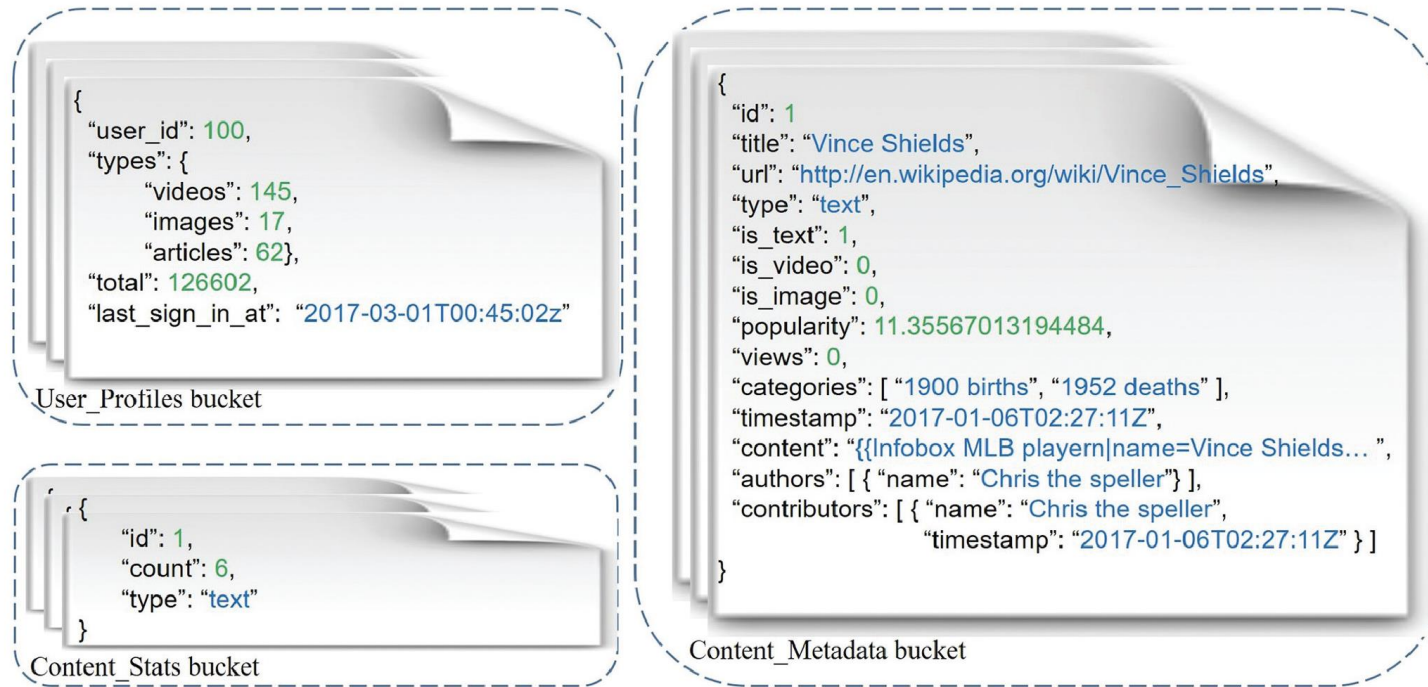 {
“user_id”: 100,
“types”: {
“videos”: 145,
“images”: 17,
“articles”: 62},
“total”: 126602,
“last_sign_in_at”: “2017-03-01T00:45:02z”
User_Profiles bucket
{
“id”: 1,
“count”: 6,
“type”: “text”
}
Content_Stats bucket
{
“id”: 1
“title”: “Vince Shields”,
“url”: “http://en.wikipedia.org/wiki/Vince_Shields”,
“type”: “text”,
“is_text”: 1,
“is_video”: 0,
“is_image”: 0,
“popularity”: 11.35567013194484,
“views”: 0,
“categories”: [ “1900 births”, “1952 deaths” ],
“timestamp”: “2017-01-06T02:27:11Z”,
“content”: “{{Infobox MLB playern|name=Vince Shields… ”,
“authors”: [ { “name”: “Chris the speller”} ],
“contributors”: [ { “name”: “Chris the speller”,
“timestamp”: “2017-01-06T02:27:11Z” } ]
}
Content_Metadada bucket